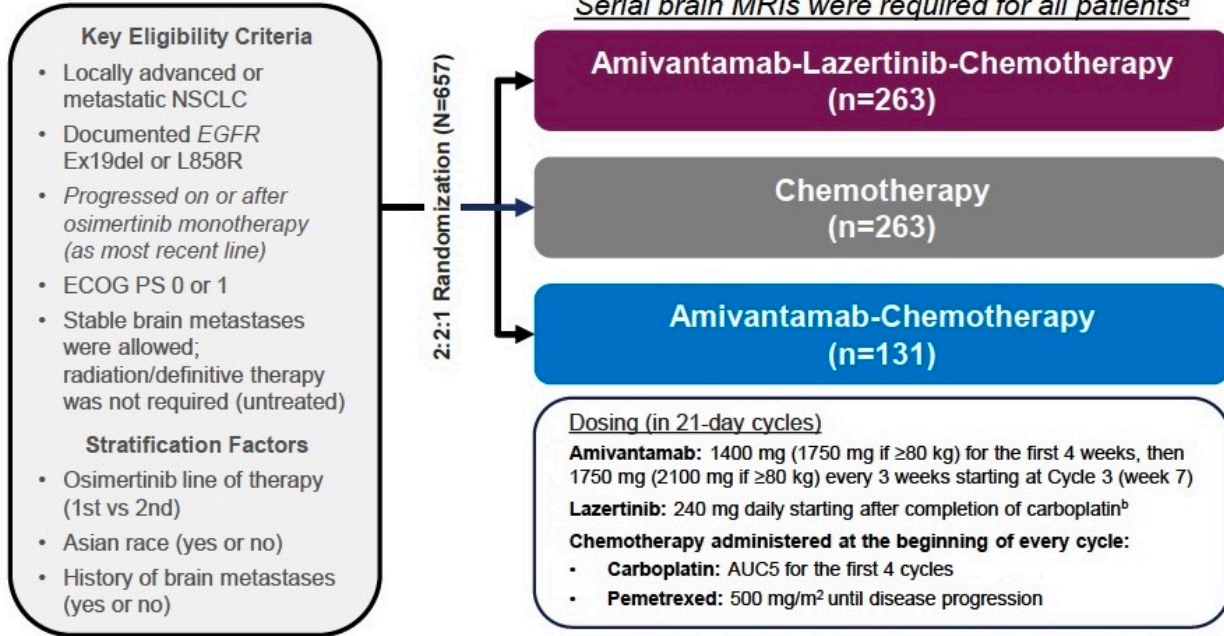 Serial brain MRIs were required for all patientsᵃ
Key Eligibility Criteria
• Locally advanced or
metastatic NSCLC
• Documented EGFR
Ex19del or L858R
• Progressed on or after
osimertinib monotherapy
(as most recent line)
• ECOG PS 0 or 1
• Stable brain metastases
were allowed;
radiation/definitive therapy
was not required (untreated)
Stratification Factors
• Osimertinib line of therapy
(1st vs 2nd)
• Asian race (yes or no)
• History of brain metastases
(yes or no)
2:2:1 Randomization (N=657)
Amivantamab-Lazertinib-Chemotherapy
(n=263)
Chemotherapy
(n=263)
Amivantamab-Chemotherapy
(n=131)
Dosing (in 21-day cycles)
Amivantamab: 1400 mg (1750 mg if ≥80 kg) for the first 4 weeks, then
1750 mg (2100 mg if ≥80 kg) every 3 weeks starting at Cycle 3 (week 7)
Lazertinib: 240 mg daily starting after completion of carboplatinᵇ
Chemotherapy administered at the beginning of every cycle:
• Carboplatin: AUC5 for the first 4 cycles
• Pemetrexed: 500 mg/m² until disease progression